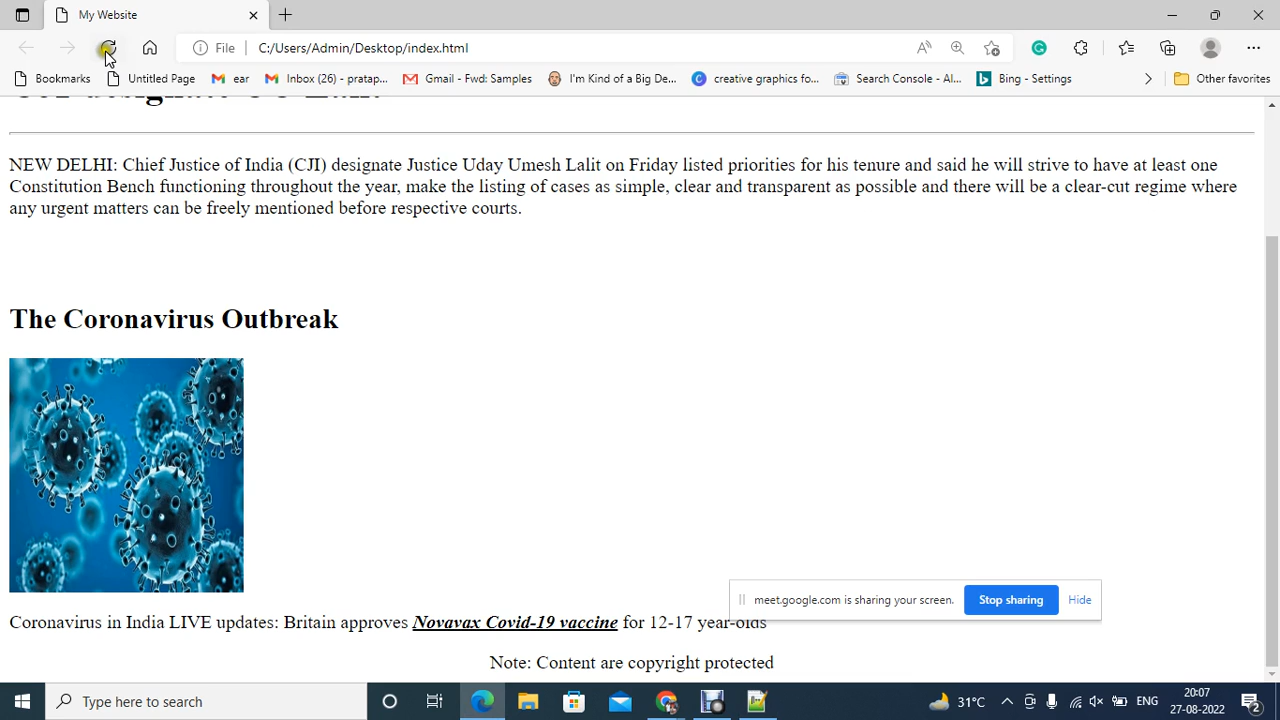 My Website
File C:/Users/Admin/Desktop/index.html
Bookmarks Untitled Page ear Inbox (26) - pratap... Gmail - Fwd: Samples I'm Kind of a Big De... creative graphics fo... Search Console - Al... Bing - Settings Other favorites
NEW DELHI: Chief Justice of India (CJI) designate Justice Uday Umesh Lalit on Friday listed priorities for his tenure and said he will strive to have at least one
Constitution Bench functioning throughout the year, make the listing of cases as simple, clear and transparent as possible and there will be a clear-cut regime where
any urgent matters can be freely mentioned before respective courts.
The Coronavirus Outbreak
meet.google.com is sharing your screen. Stop sharing Hide
Coronavirus in India LIVE updates: Britain approves Novavax Covid-19 vaccine for 12-17 year-olds
Note: Content are copyright protected
Type here to search
31°C ENG 20:07
27-08-2022 2